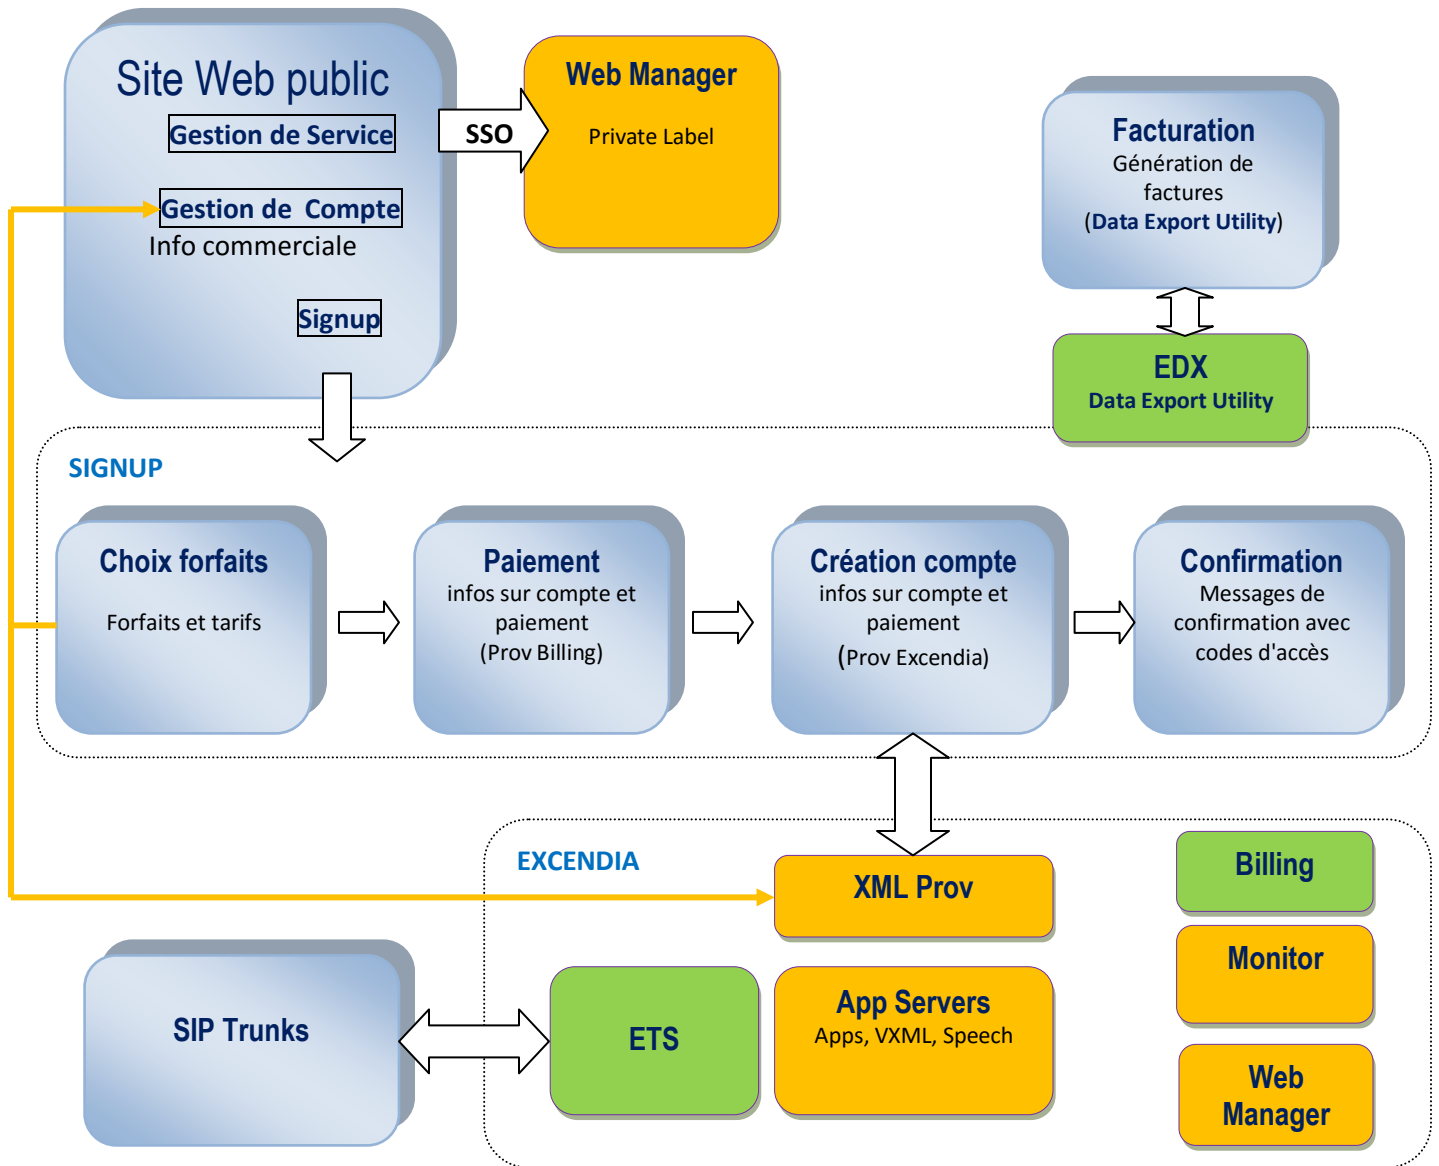 Site Web public
Gestion de Service
Gestion de  Compte
Info commerciale
Signup
SSO
Web Manager
Private Label
Facturation
Génération de
factures
(Data Export Utility)
EDX
Data Export Utility
SIGNUP
Choix forfaits
Forfaits et tarifs
Paiement
infos sur compte et
paiement
(Prov Billing)
Création compte
infos sur compte et
paiement
(Prov Excendia)
Confirmation
Messages de
confirmation avec
codes d'accès
EXCENDIA
XML Prov
Billing
Monitor
SIP Trunks
ETS
App Servers
Apps, VXML, Speech
Web
Manager